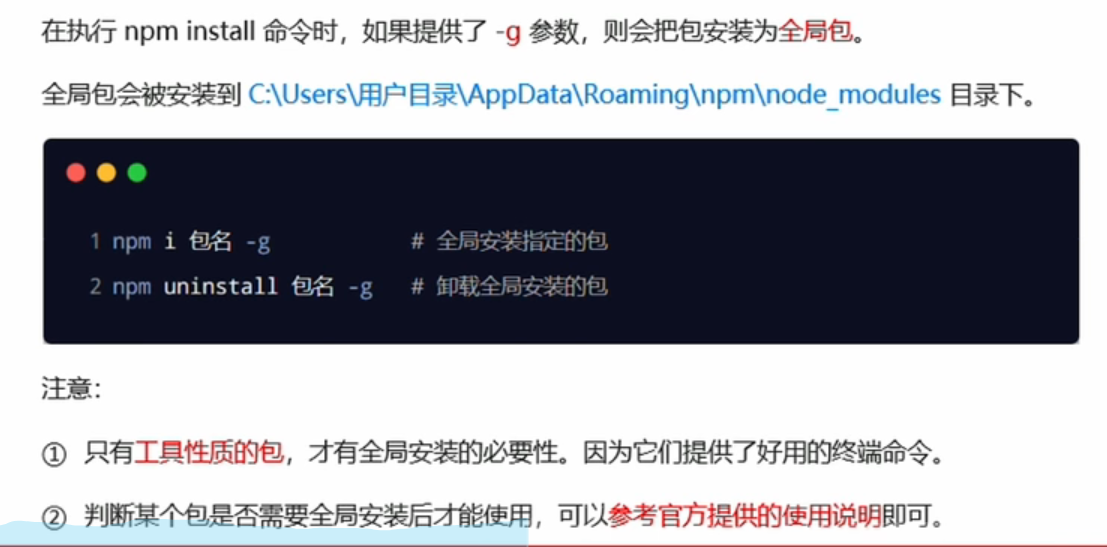 在执行 npm install 命令时，如果提供了 -g 参数，则会把包安装为全局包。
全局包会被安装到 C:\Users\用户目录\AppData\Roaming\npm\node_modules 目录下。
1 npm i 包名 -g # 全局安装指定的包
2 npm uninstall 包名 -g # 卸载全局安装的包
注意：
① 只有工具性质的包，才有全局安装的必要性。因为它们提供了好用的终端命令。
② 判断某个包是否需要全局安装后才能使用，可以参考官方提供的使用说明即可。